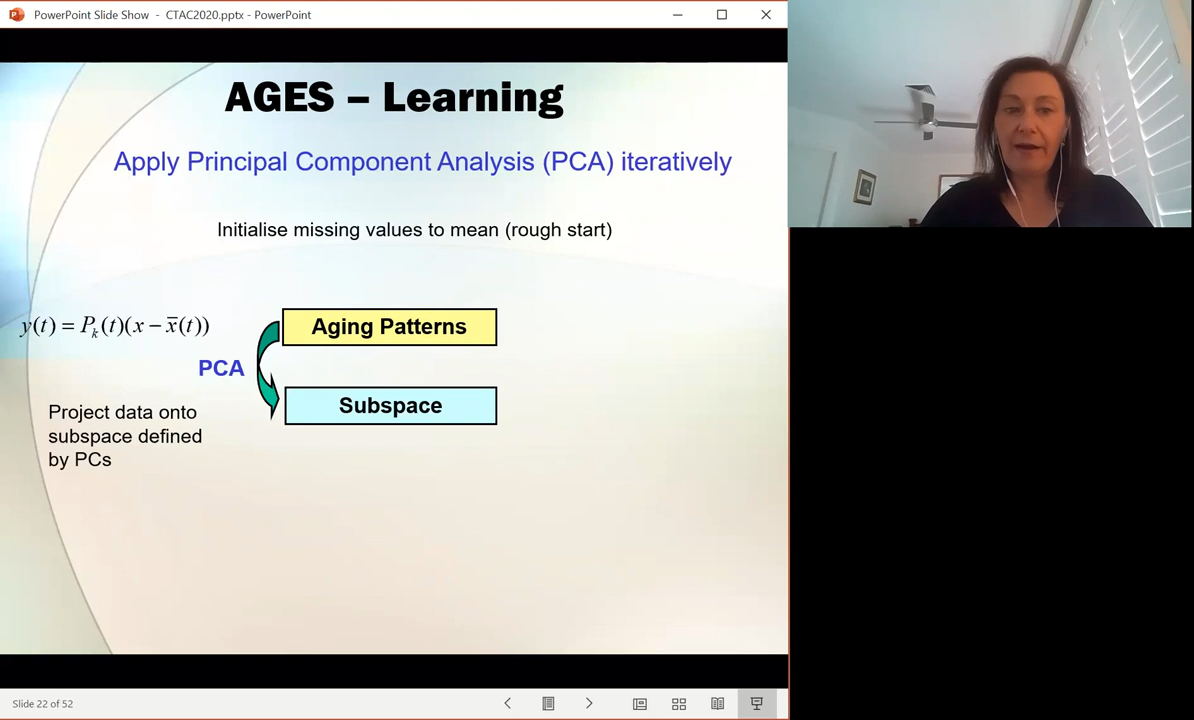 PowerPoint Slide Show - CTAC2020.pptx - PowerPoint
AGES – Learning
Apply Principal Component Analysis (PCA) iteratively
Initialise missing values to mean (rough start)
y(t) = P_k(t)(x − x̄(t))
Aging Patterns
PCA
Subspace
Project data onto
subspace defined
by PCs
Slide 22 of 52